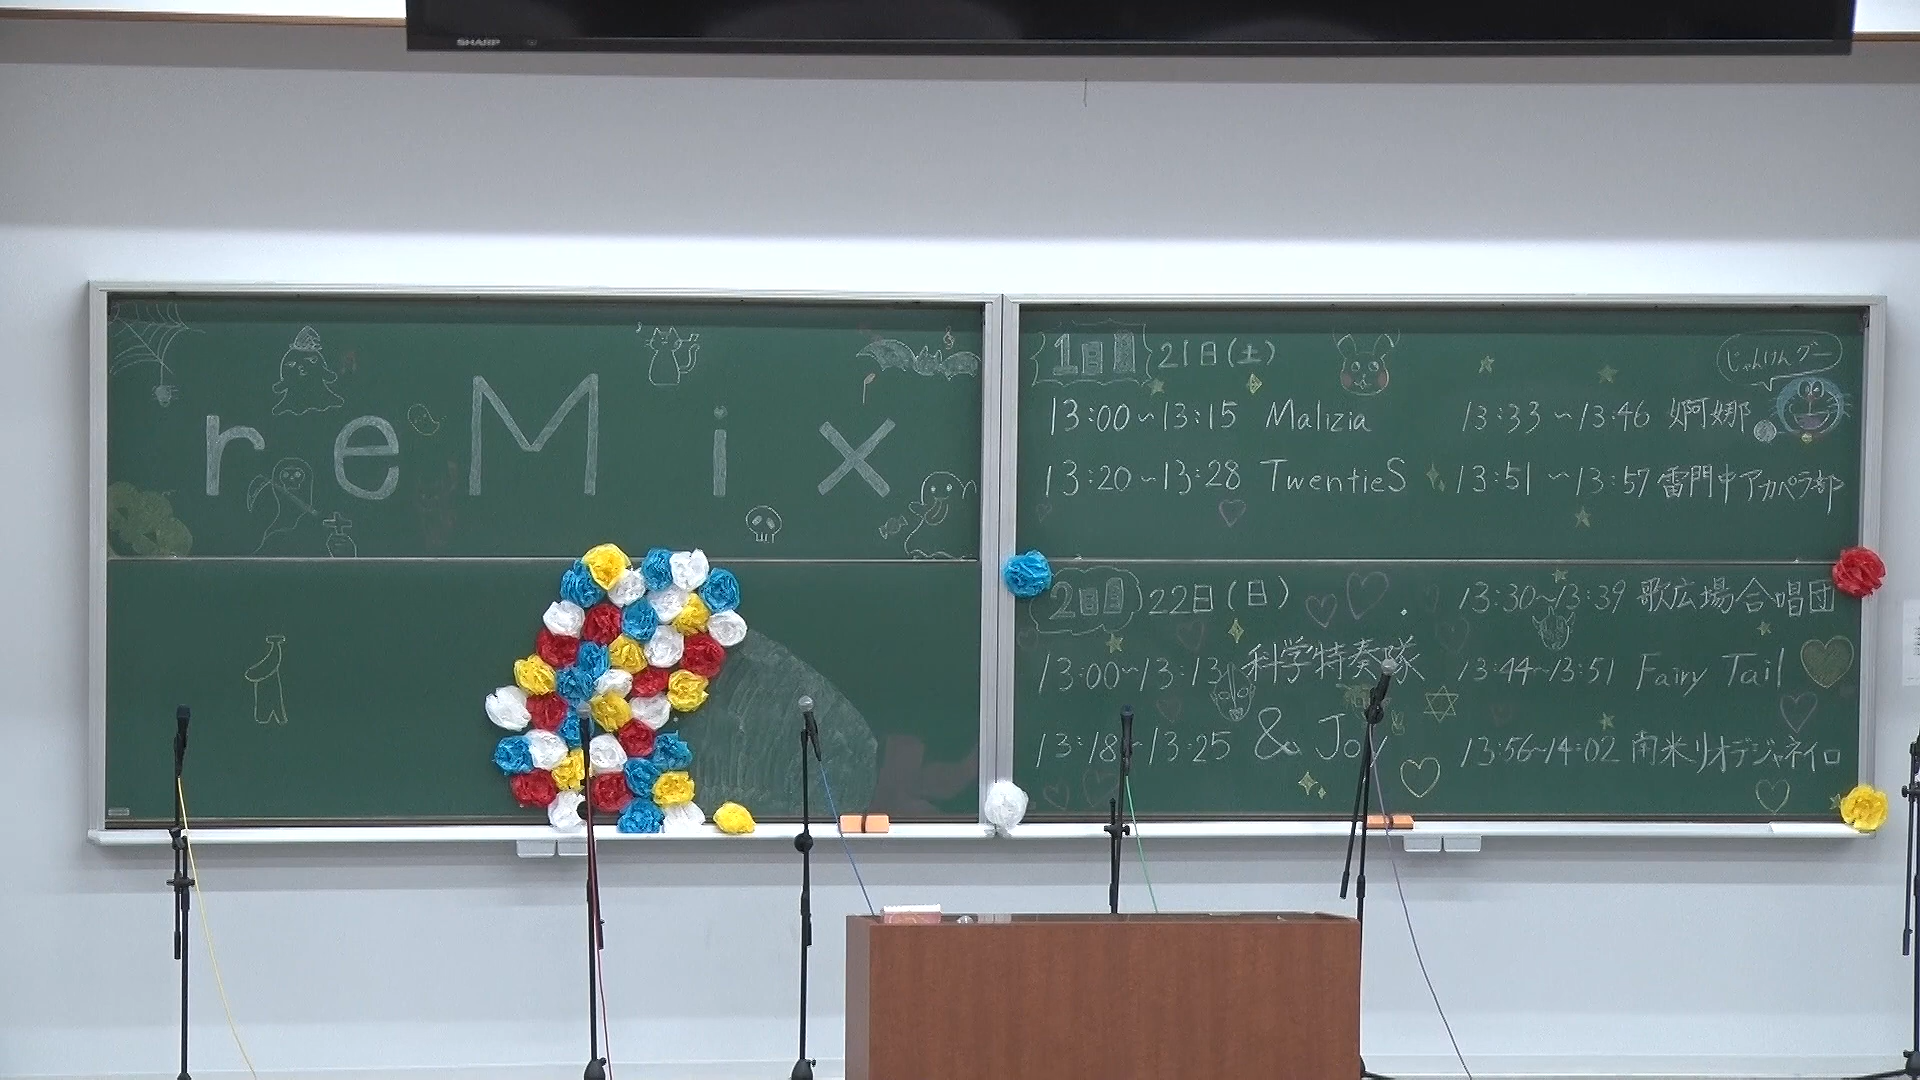 SHARP
reMix
1日目 21日(土)
13:00~13:15 Malizia
13:20~13:28 TwentieS
13:33~13:46 婀娜
13:51~13:57 雷門中アカペラ部
じゃんけんグー
2日目 22日(日)
13:00~13:13 科学特奏隊
13:18~13:25 & Joy
13:30~13:39 歌広場合唱団
13:44~13:51 Fairy Tail
13:56~14:02 南米リオデジャネイロ